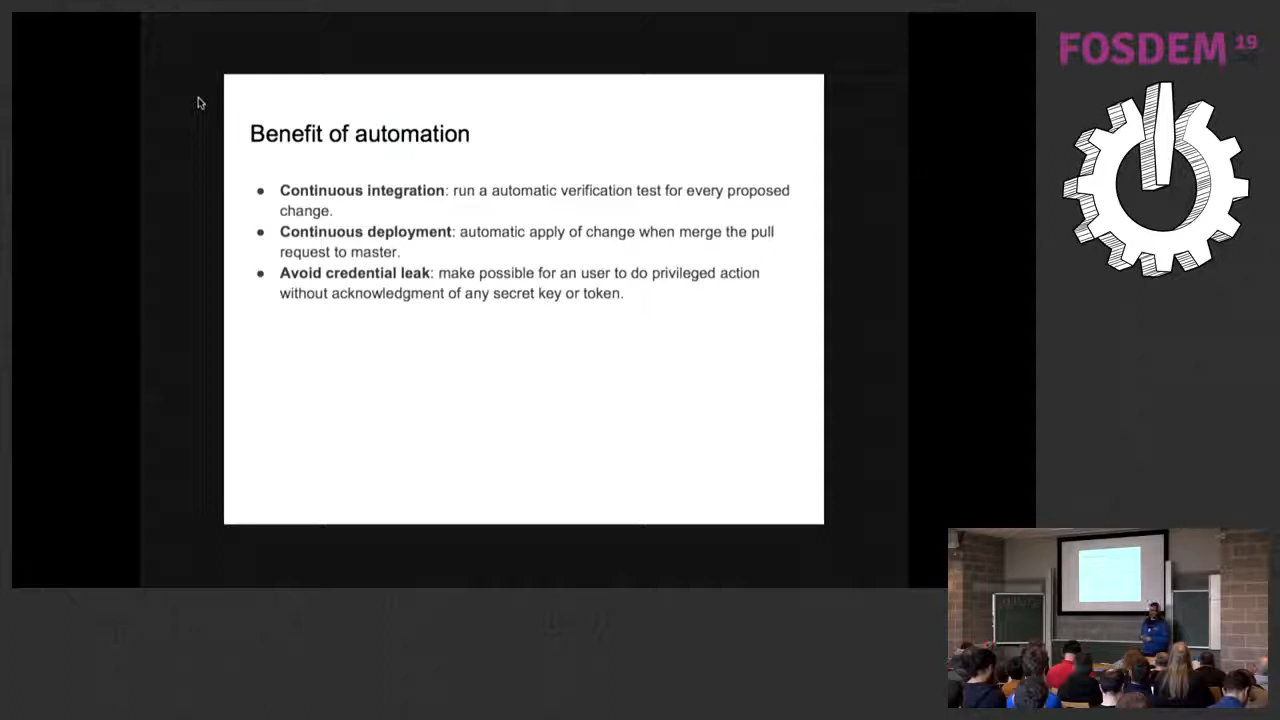 FOSDEM 19
Benefit of automation
● Continuous integration: run a automatic verification test for every proposed
change.
● Continuous deployment: automatic apply of change when merge the pull
request to master.
● Avoid credential leak: make possible for an user to do privileged action
without acknowledgment of any secret key or token.